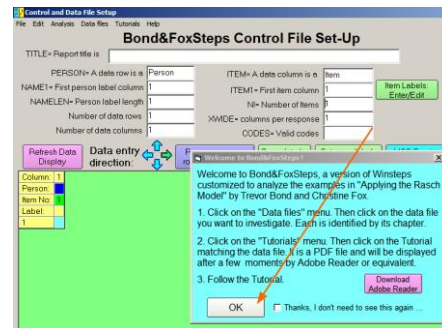 Control and Data File Setup
File Edit Analysis Data files Tutorials Help
Bond&FoxSteps Control File Set-Up
TITLE= Report title is
PERSON= A data row is a Person
ITEM= A data column is a Item
NAME1= First person label column 1
ITEM1= First item column 1
Item Labels: Enter/Edit
NAMELEN= Person label length 1
NI= Number of Items 1
Number of data rows 1
XWIDE= columns per response 1
Number of data columns 1
CODES= Valid codes
Refresh Data Display
Data entry direction:
Column: 1
Person:
Item No: 1
Label:
1
Welcome to Bond&FoxSteps!
Welcome to Bond&FoxSteps, a version of Winsteps
customized to analyze the examples in "Applying the Rasch
Model" by Trevor Bond and Christine Fox.
1. Click on the "Data files" menu. Then click on the data file
you want to investigate. Each is identified by its chapter.
2. Click on the "Tutorials" menu. Then click on the Tutorial
matching the data file. It is a PDF file and will be displayed
after a few moments by Adobe Reader or equivalent.
3. Follow the Tutorial.
Download Adobe Reader
OK
Thanks, I don't need to see this again ...